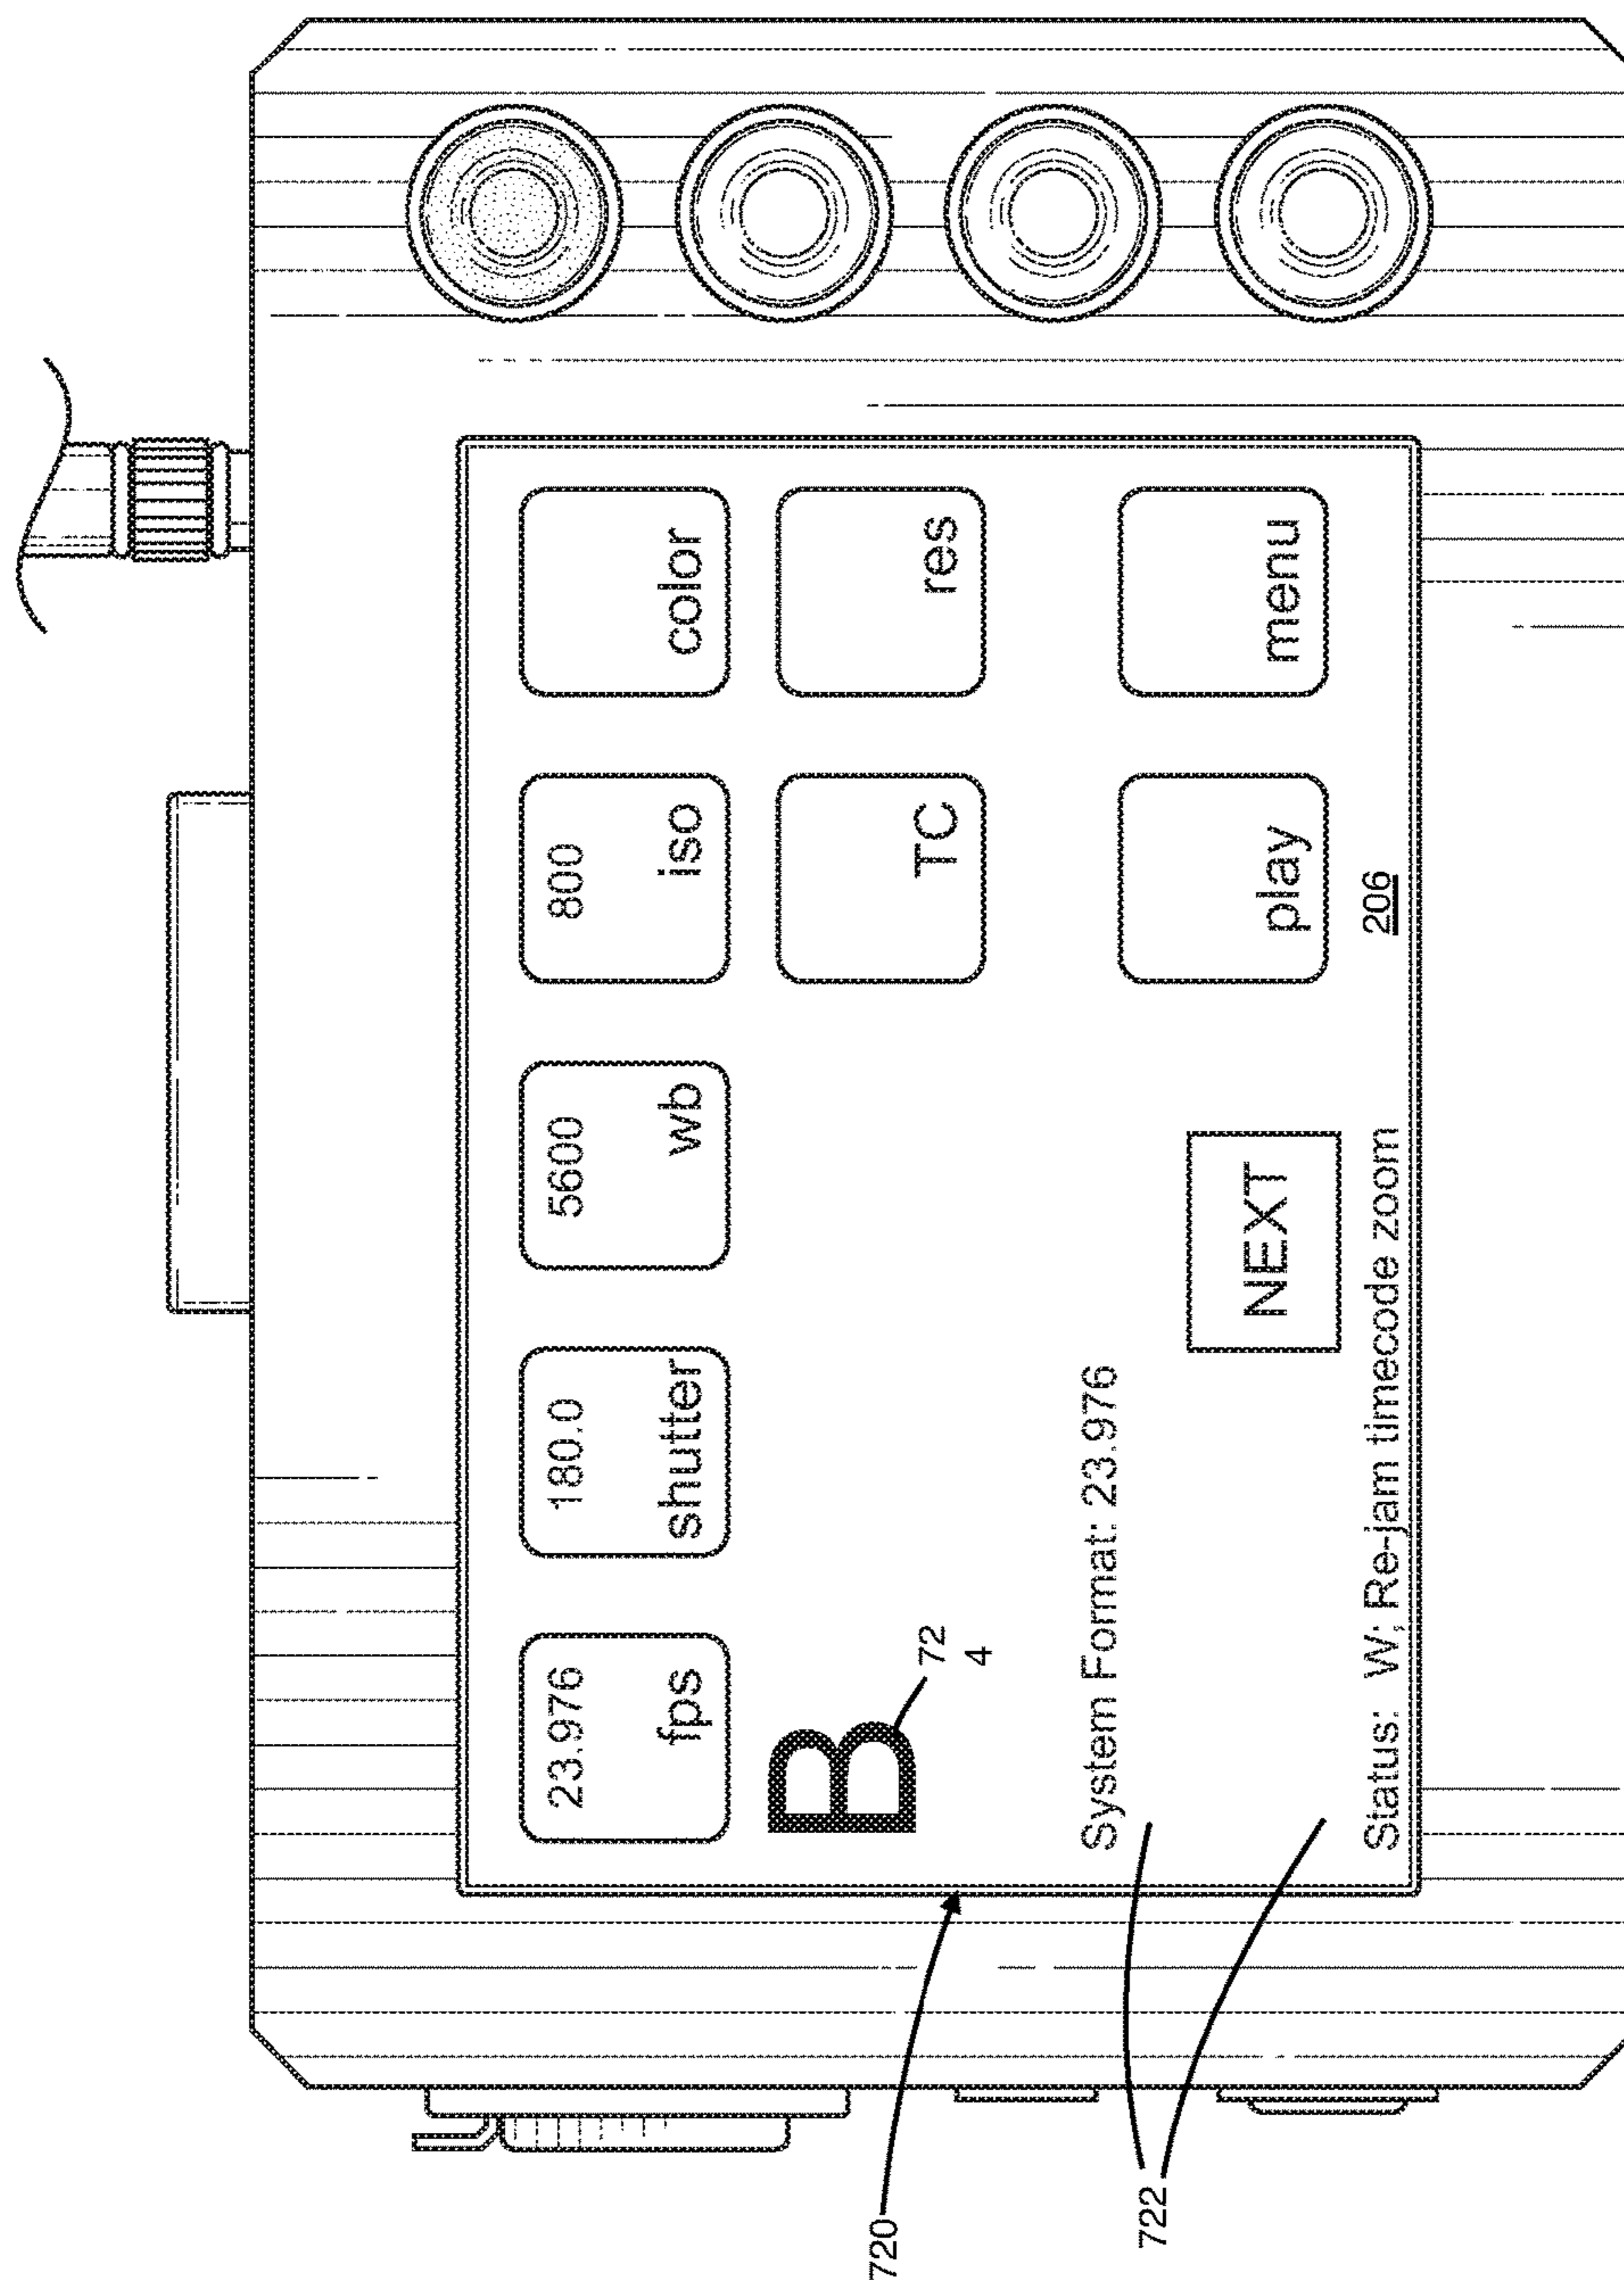 23.976
fps
180.0
shutter
5600
wb
800
iso
color
B
72
4
TC
res
System Format: 23.976
NEXT
play
menu
Status: W; Re-jam timecode zoom
206
720
722